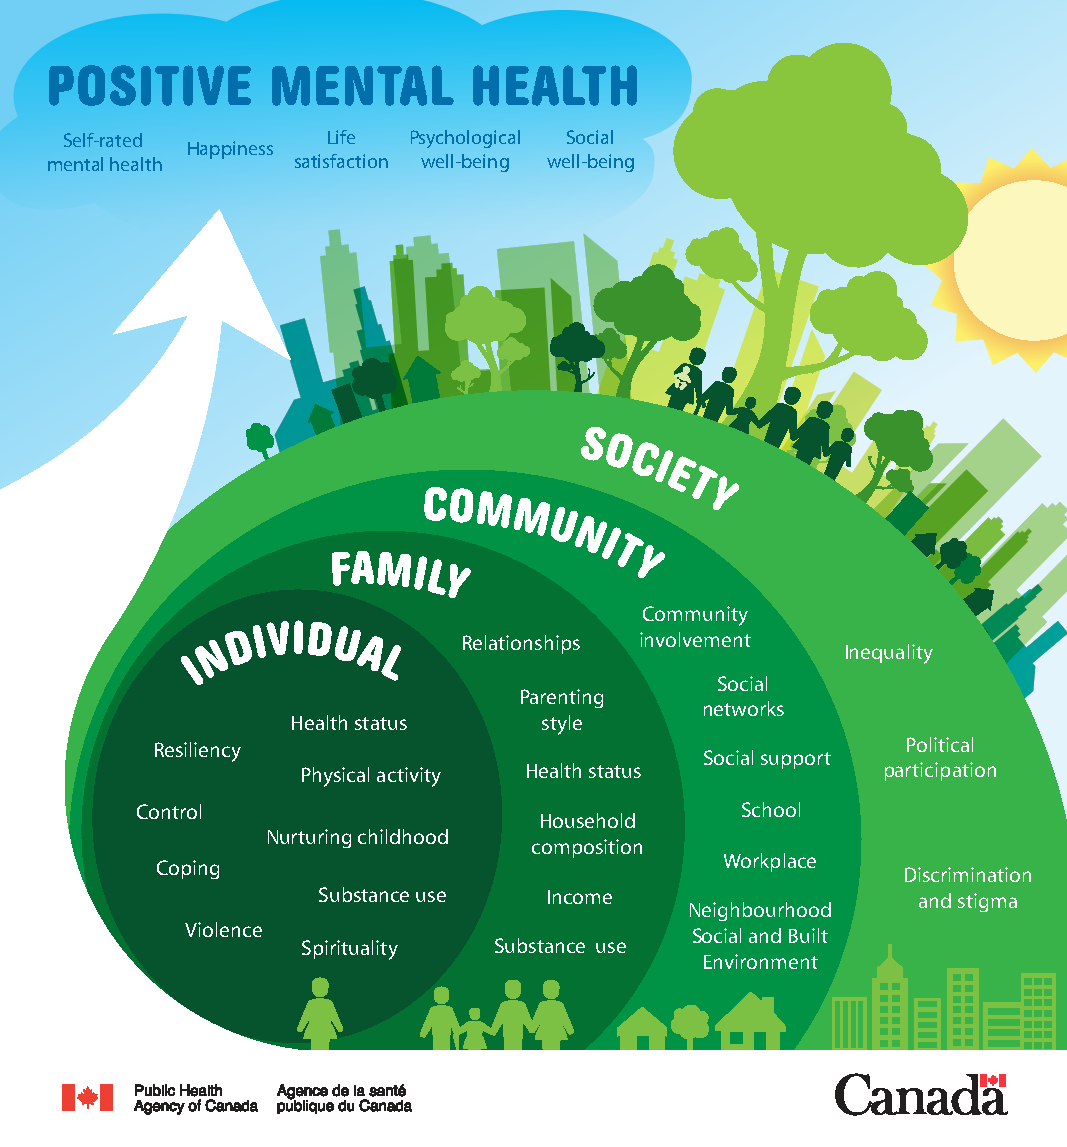 POSITIVE MENTAL HEALTH
Self-rated
mental health
Happiness
Life
satisfaction
Psychological
well-being
Social
well-being
SOCIETY
COMMUNITY
FAMILY
INDIVIDUAL
Health status
Resiliency
Physical activity
Control
Nurturing childhood
Coping
Substance use
Violence
Spirituality
Relationships
Parenting
style
Health status
Household
composition
Income
Substance use
Community
involvement
Social
networks
Social support
School
Workplace
Neighbourhood
Social and Built
Environment
Inequality
Political
participation
Discrimination
and stigma
Public Health
Agency of Canada
Agence de la santé
publique du Canada
Canada